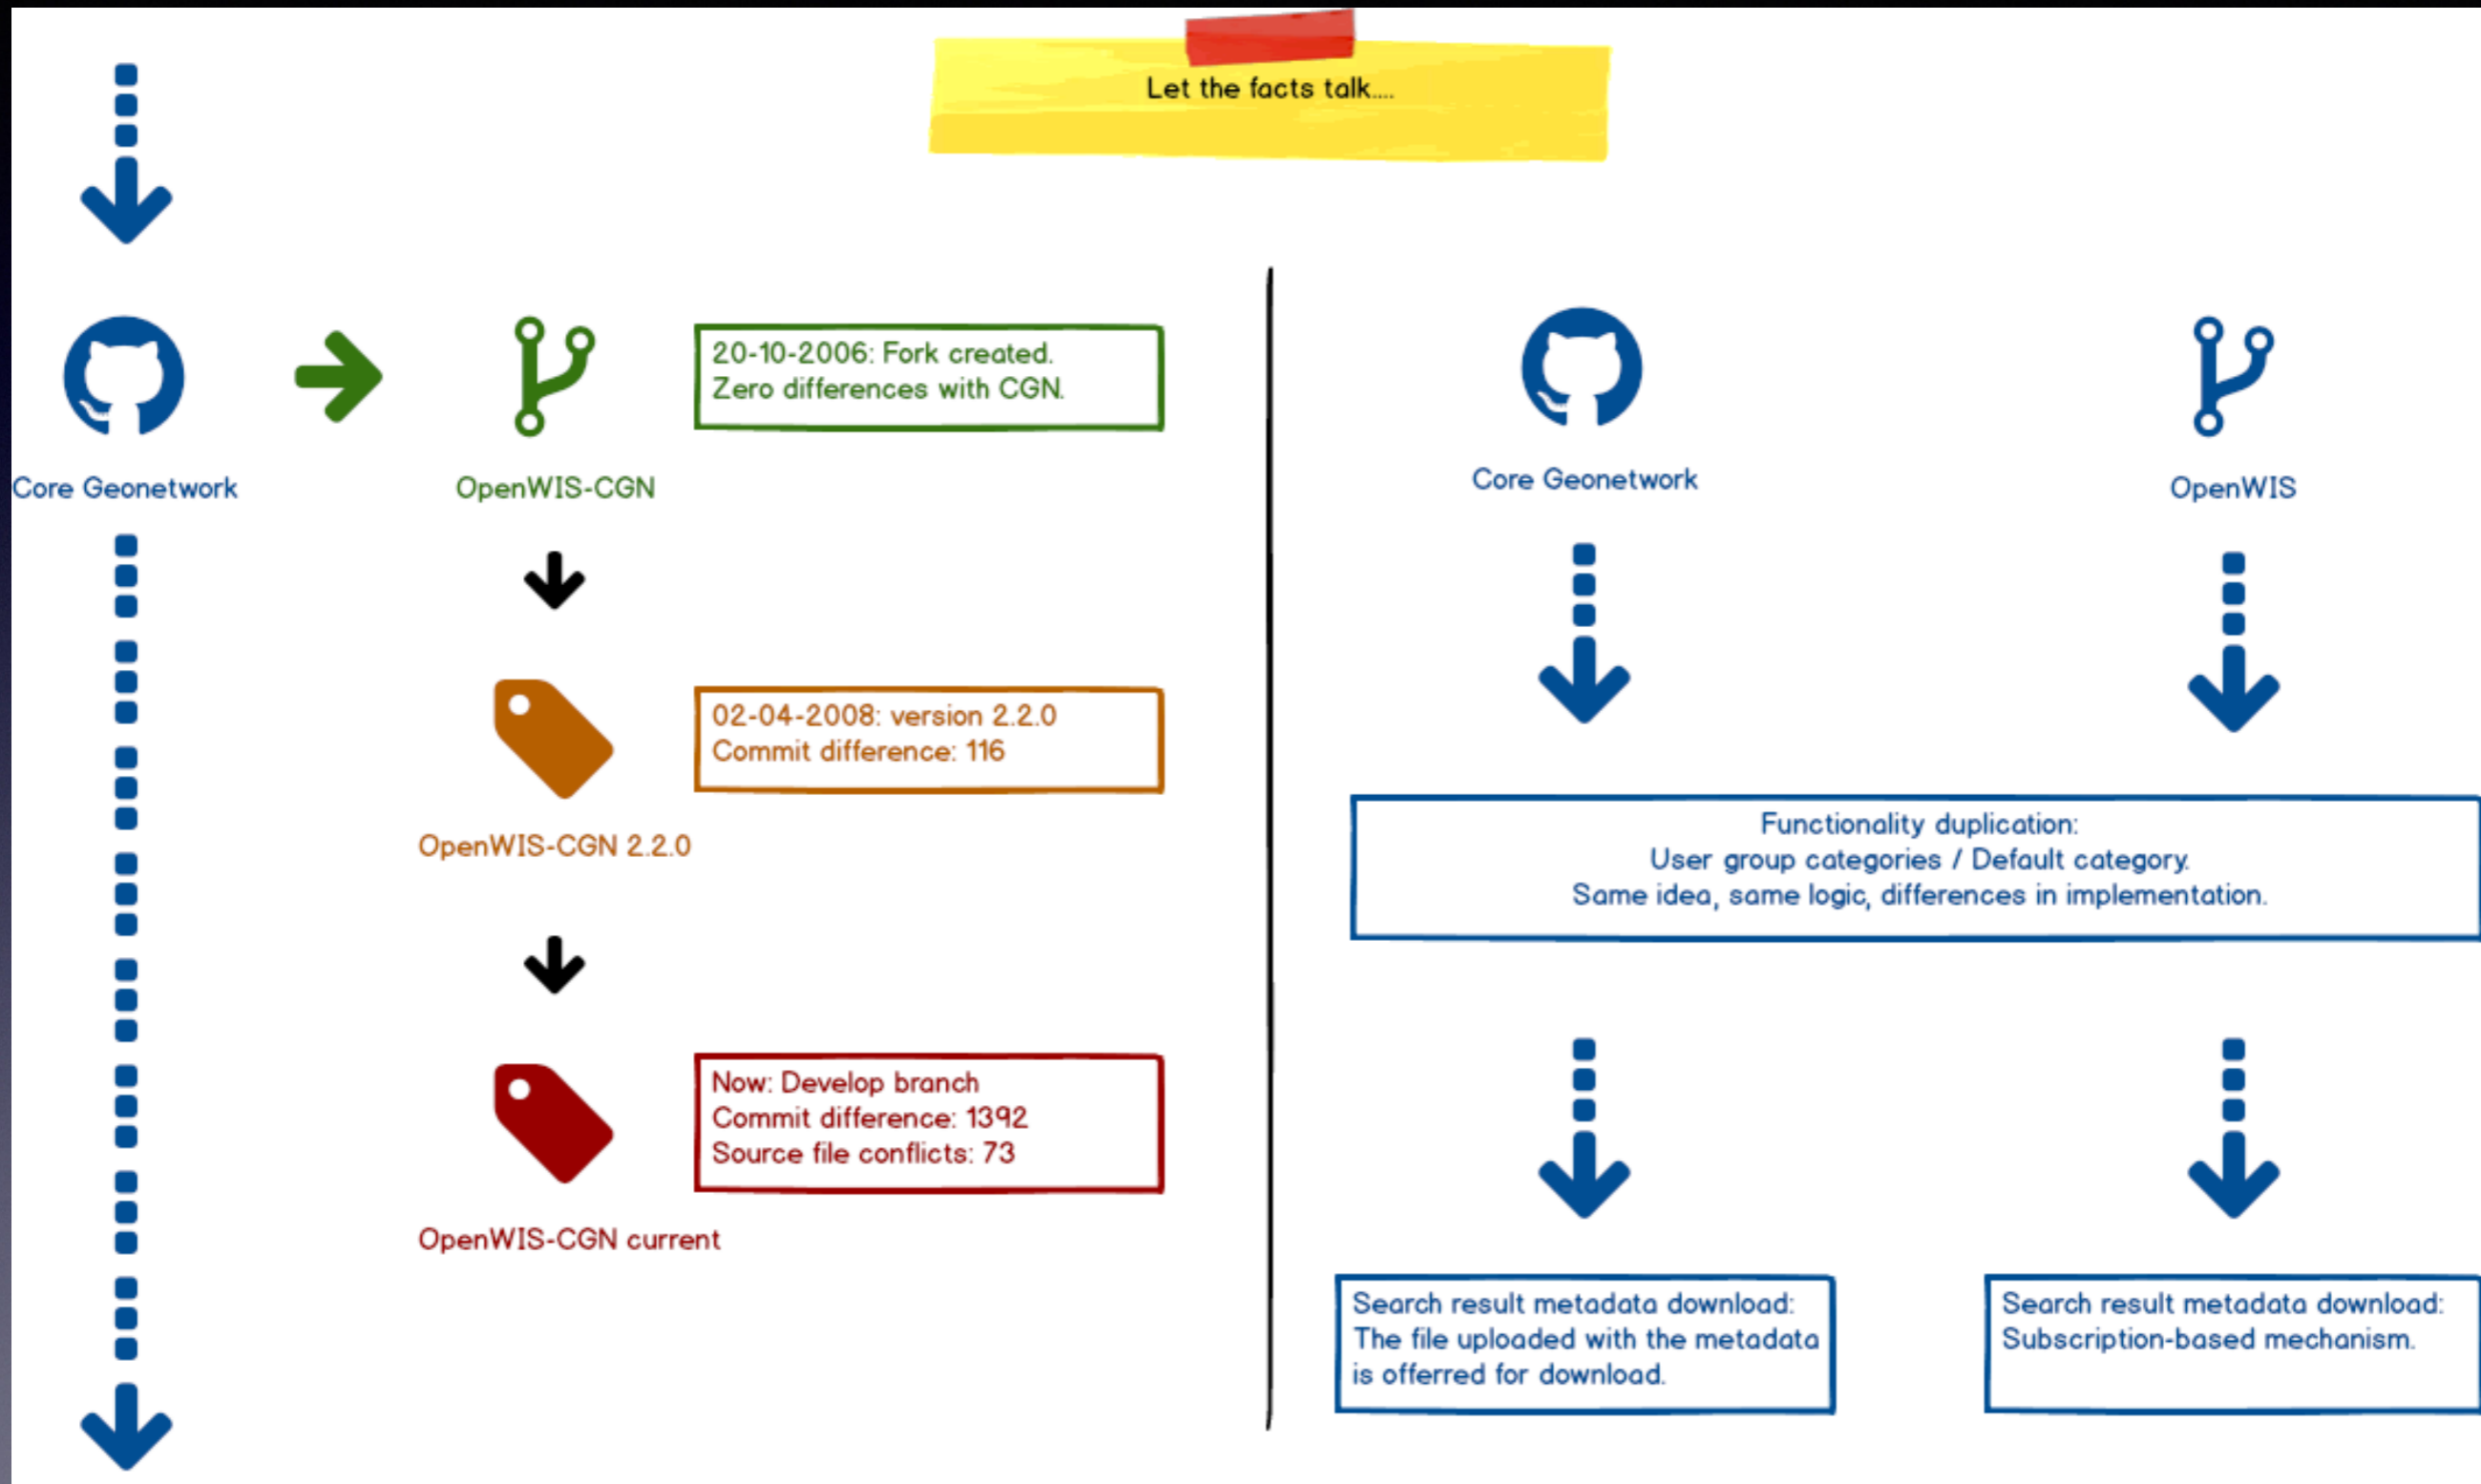 Let the facts talk....
Core Geonetwork
OpenWIS-CGN
20-10-2006: Fork created.
Zero differences with CGN.
OpenWIS-CGN 2.2.0
02-04-2008: version 2.2.0
Commit difference: 116
OpenWIS-CGN current
Now: Develop branch
Commit difference: 1392
Source file conflicts: 73
Core Geonetwork
OpenWIS
Functionality duplication:
User group categories / Default category.
Same idea, same logic, differences in implementation.
Search result metadata download:
The file uploaded with the metadata
is offerred for download.
Search result metadata download:
Subscription-based mechanism.